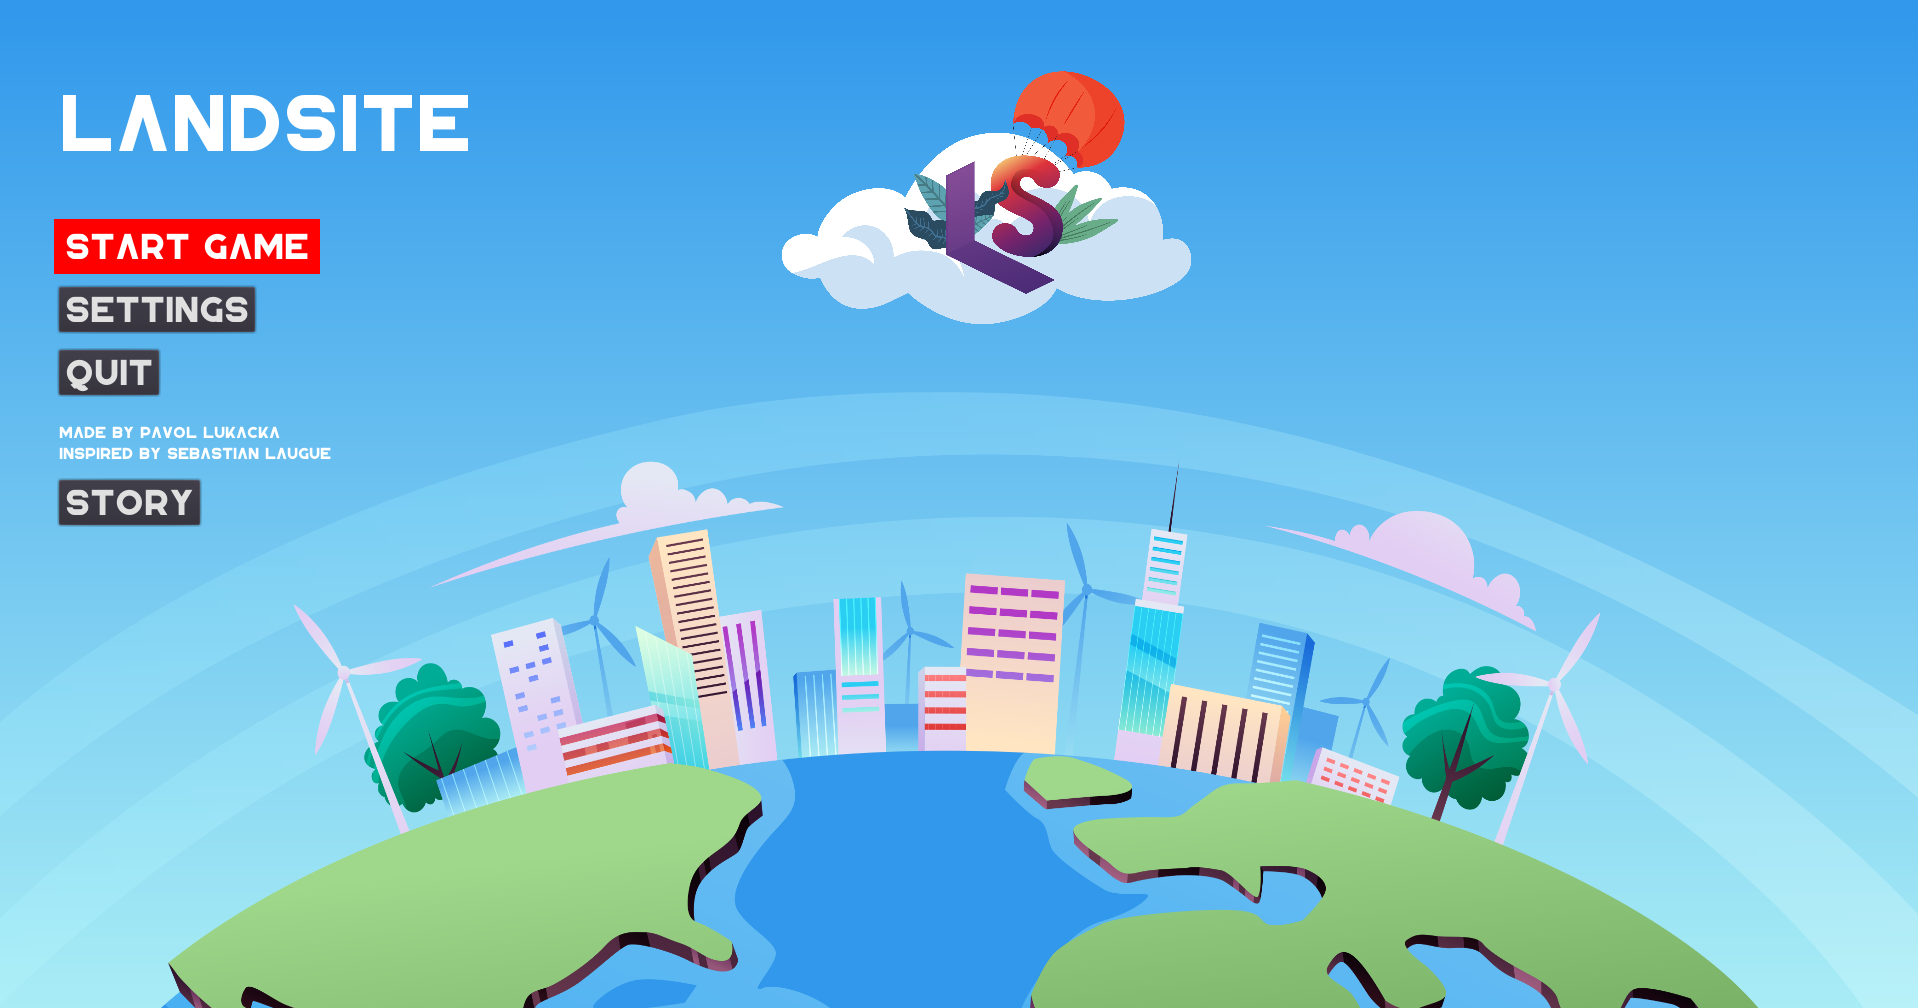 LANDSITE
LS
START GAME
SETTINGS
QUIT
MADE BY PAVOL LUKACKA
INSPIRED BY SEBASTIAN LAUGUE
STORY